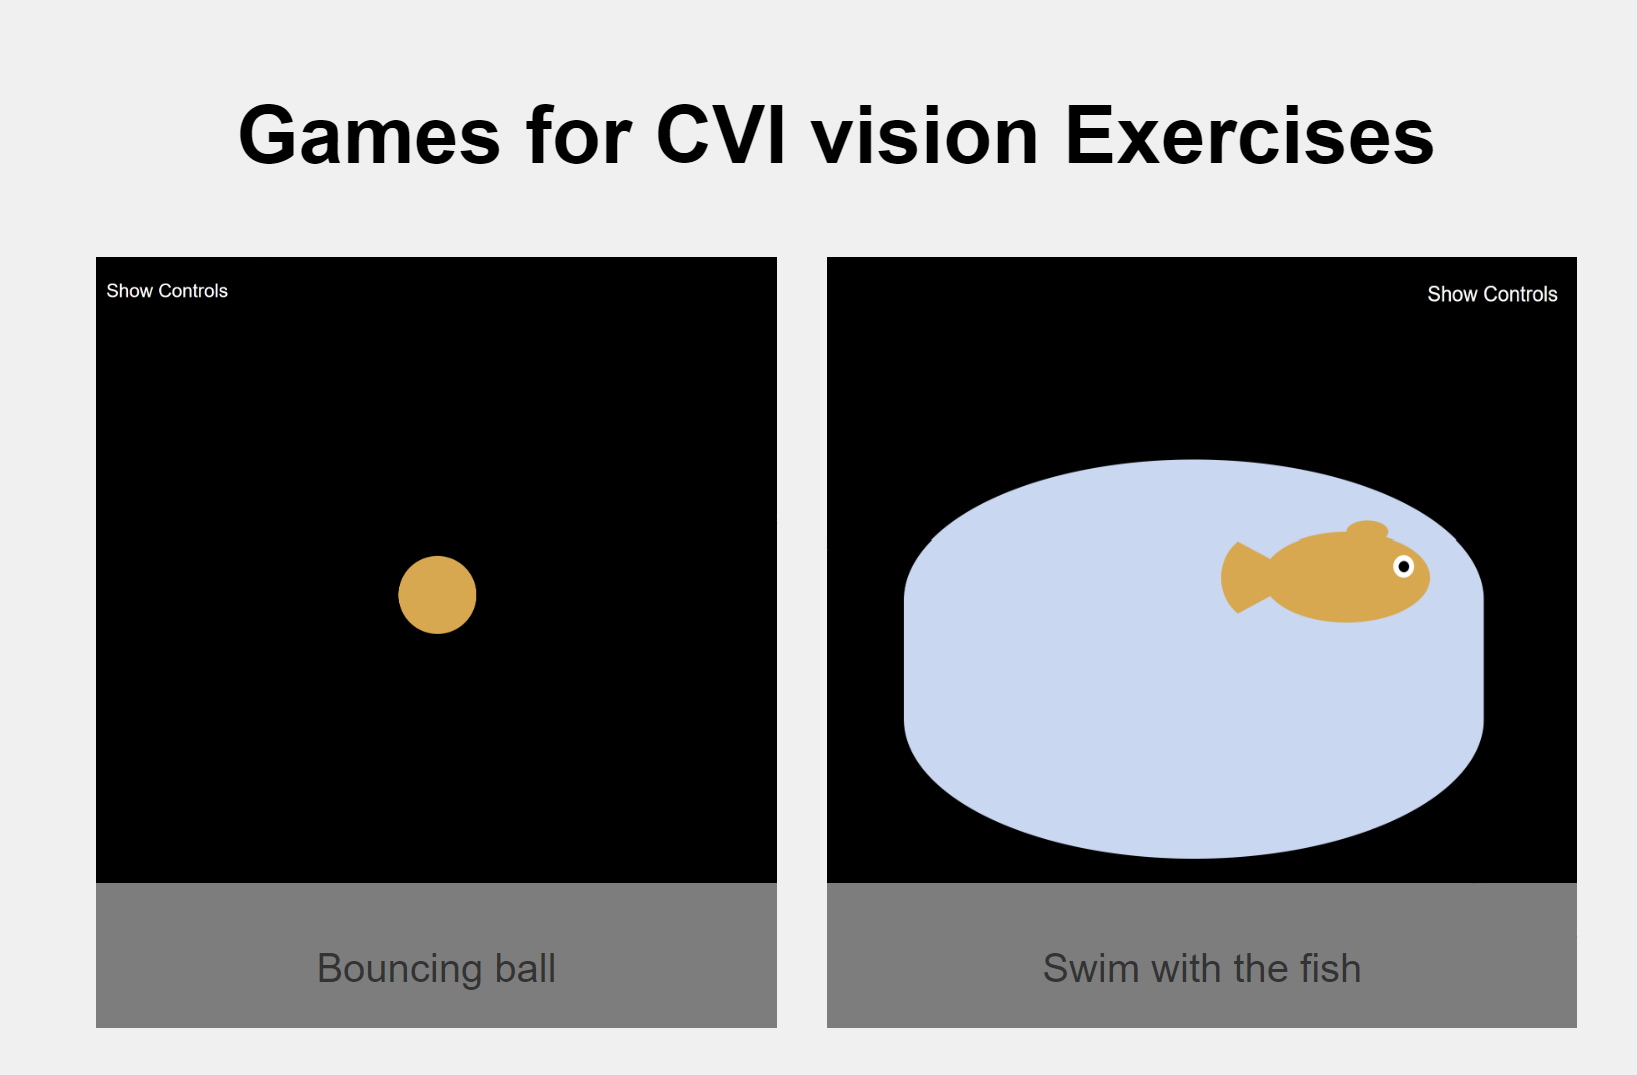 Games for CVI vision Exercises
Show Controls
Show Controls
Bouncing ball
Swim with the fish